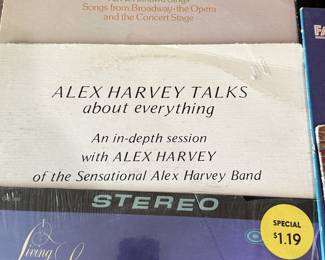 Songs from Broadway-the Opera
and the Concert Stage
ALEX HARVEY TALKS
about everything
An in-depth session
with ALEX HARVEY
of the Sensational Alex Harvey Band
STEREO
Living
SPECIAL
$1.19